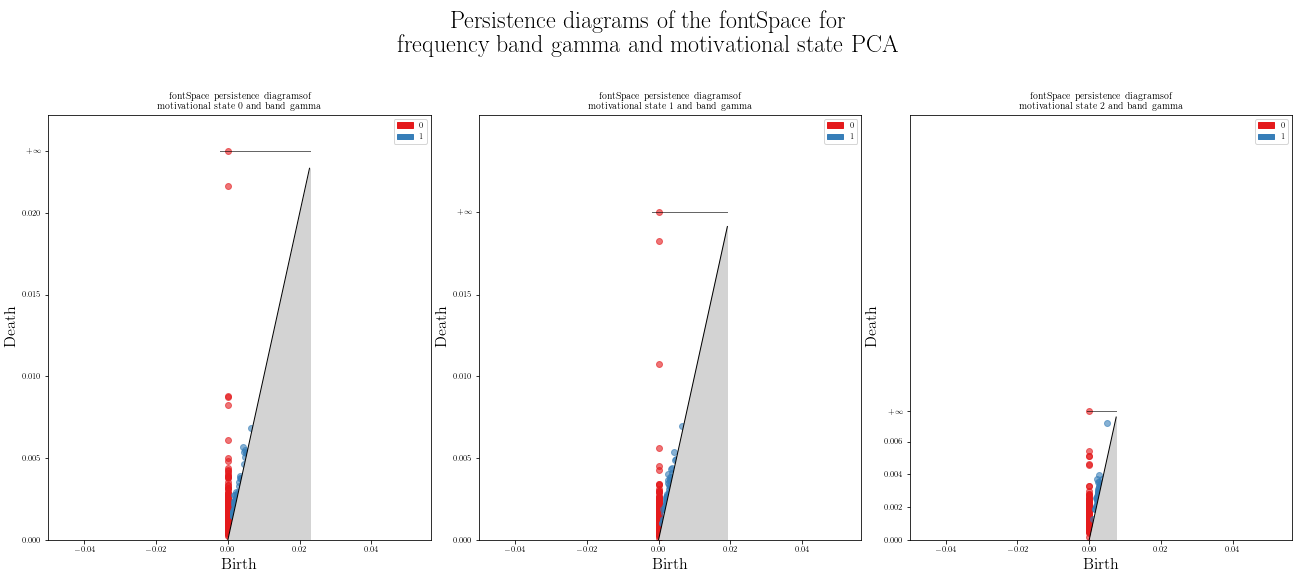 Persistence diagrams of the fontSpace for
frequency band gamma and motivational state PCA
fontSpace persistence diagramsof
motivational state 0 and band gamma
0
1
+∞
0.020
0.015
0.010
0.005
0.000
Death
−0.04
−0.02
0.00
0.02
0.04
Birth
fontSpace persistence diagramsof
motivational state 1 and band gamma
0
1
+∞
0.015
0.010
0.005
0.000
Death
−0.04
−0.02
0.00
0.02
0.04
Birth
fontSpace persistence diagramsof
motivational state 2 and band gamma
0
1
+∞
0.006
0.004
0.002
0.000
Death
−0.04
−0.02
0.00
0.02
0.04
Birth